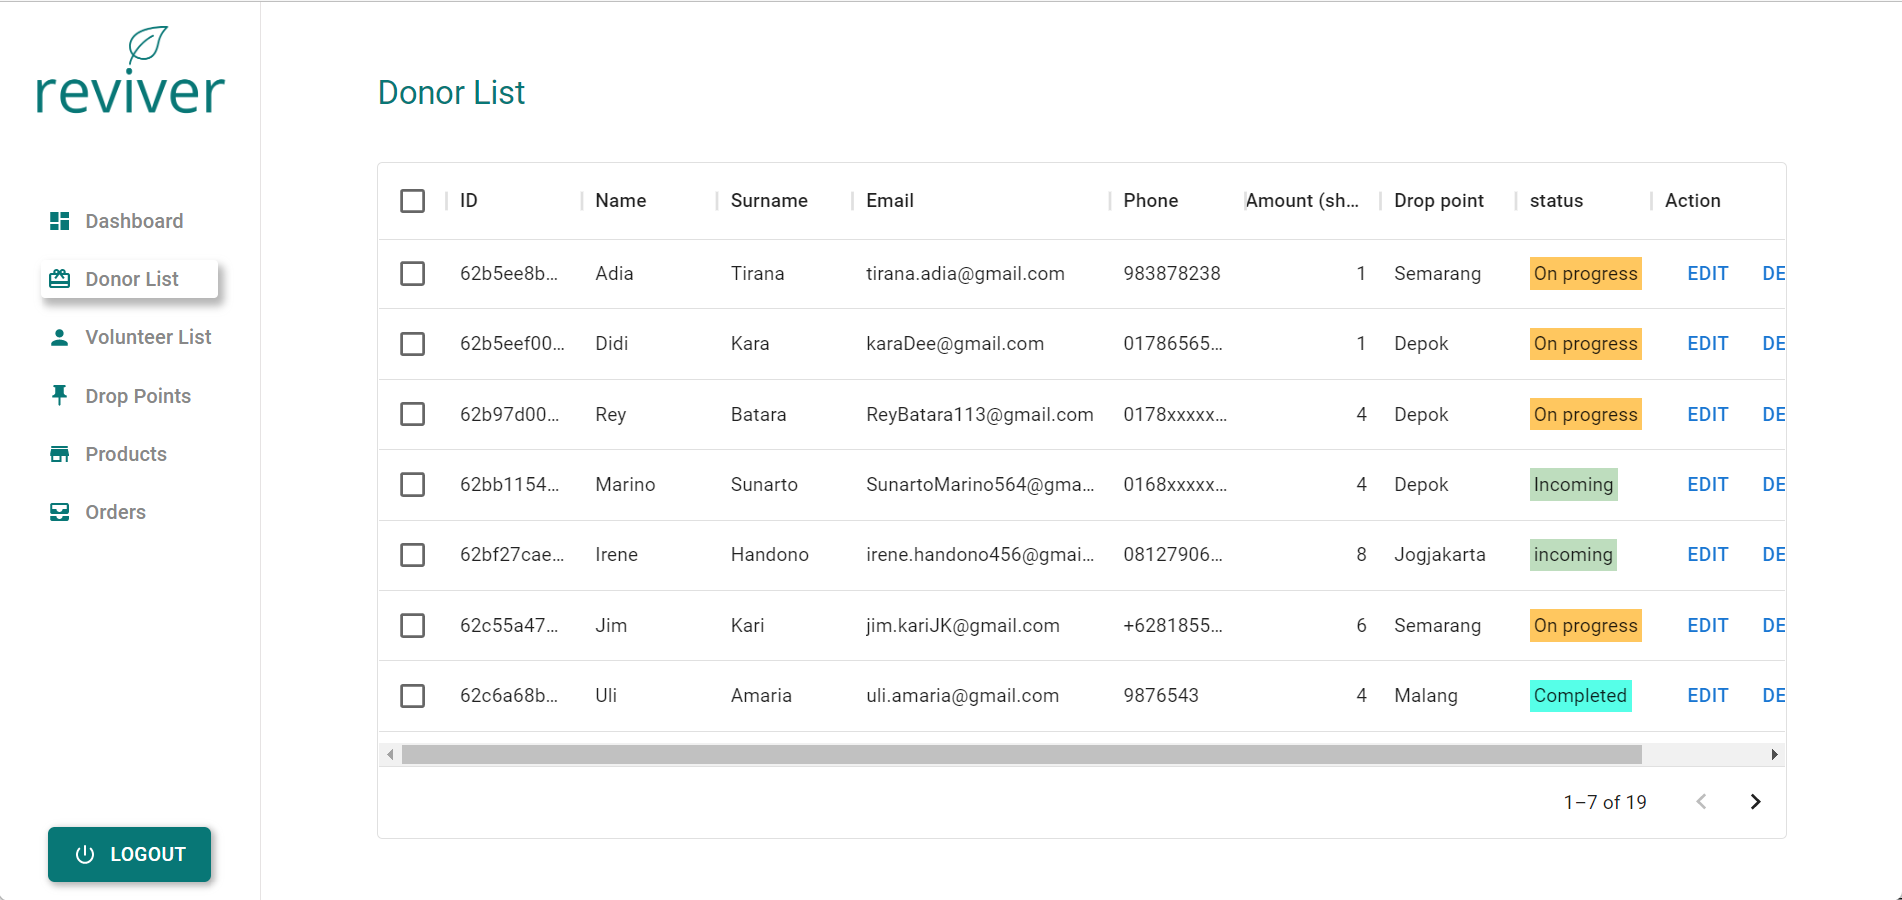 reviver
Dashboard
Donor List
Volunteer List
Drop Points
Products
Orders
LOGOUT
Donor List
ID Name Surname Email Phone Amount (sh... Drop point status Action
62b5ee8b... Adia Tirana tirana.adia@gmail.com 983878238 1 Semarang On progress EDIT DE
62b5eef00... Didi Kara karaDee@gmail.com 01786565... 1 Depok On progress EDIT DE
62b97d00... Rey Batara ReyBatara113@gmail.com 0178xxxxx... 4 Depok On progress EDIT DE
62bb1154... Marino Sunarto SunartoMarino564@gma... 0168xxxxx... 4 Depok Incoming EDIT DE
62bf27cae... Irene Handono irene.handono456@gmai... 08127906... 8 Jogjakarta incoming EDIT DE
62c55a47... Jim Kari jim.kariJK@gmail.com +6281855... 6 Semarang On progress EDIT DE
62c6a68b... Uli Amaria uli.amaria@gmail.com 9876543 4 Malang Completed EDIT DE
1–7 of 19